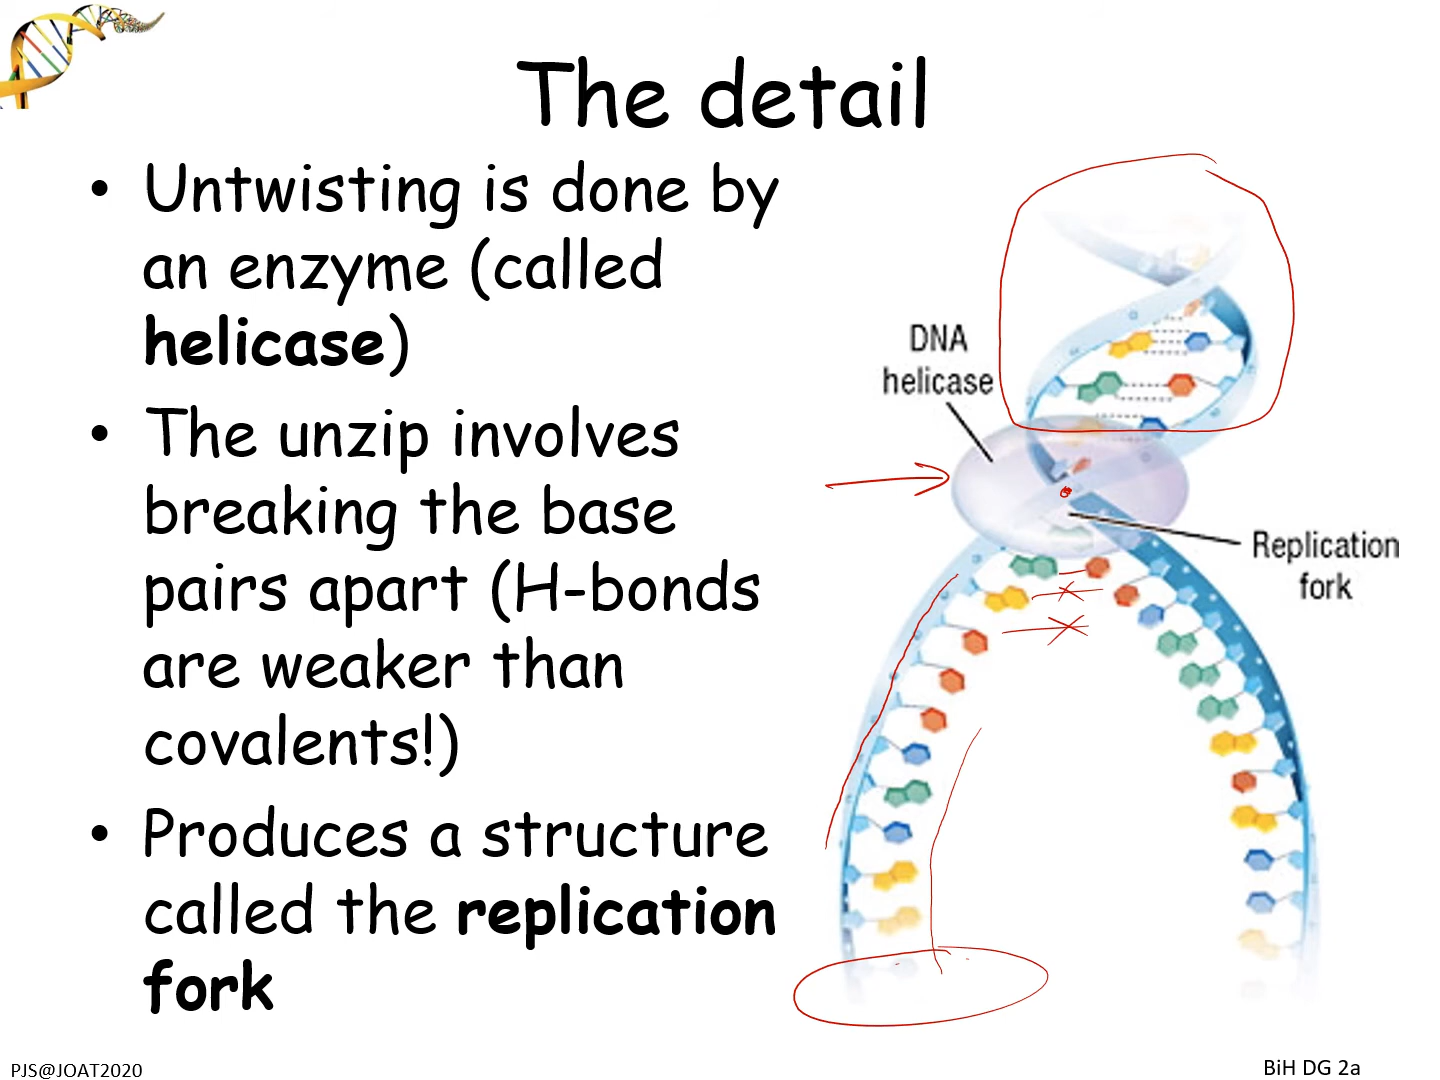 The detail
• Untwisting is done by
an enzyme (called
helicase)
• The unzip involves
breaking the base
pairs apart (H-bonds
are weaker than
covalents!)
• Produces a structure
called the replication
fork
DNA
helicase
Replication
fork
PJS@JOAT2020
BiH DG 2a